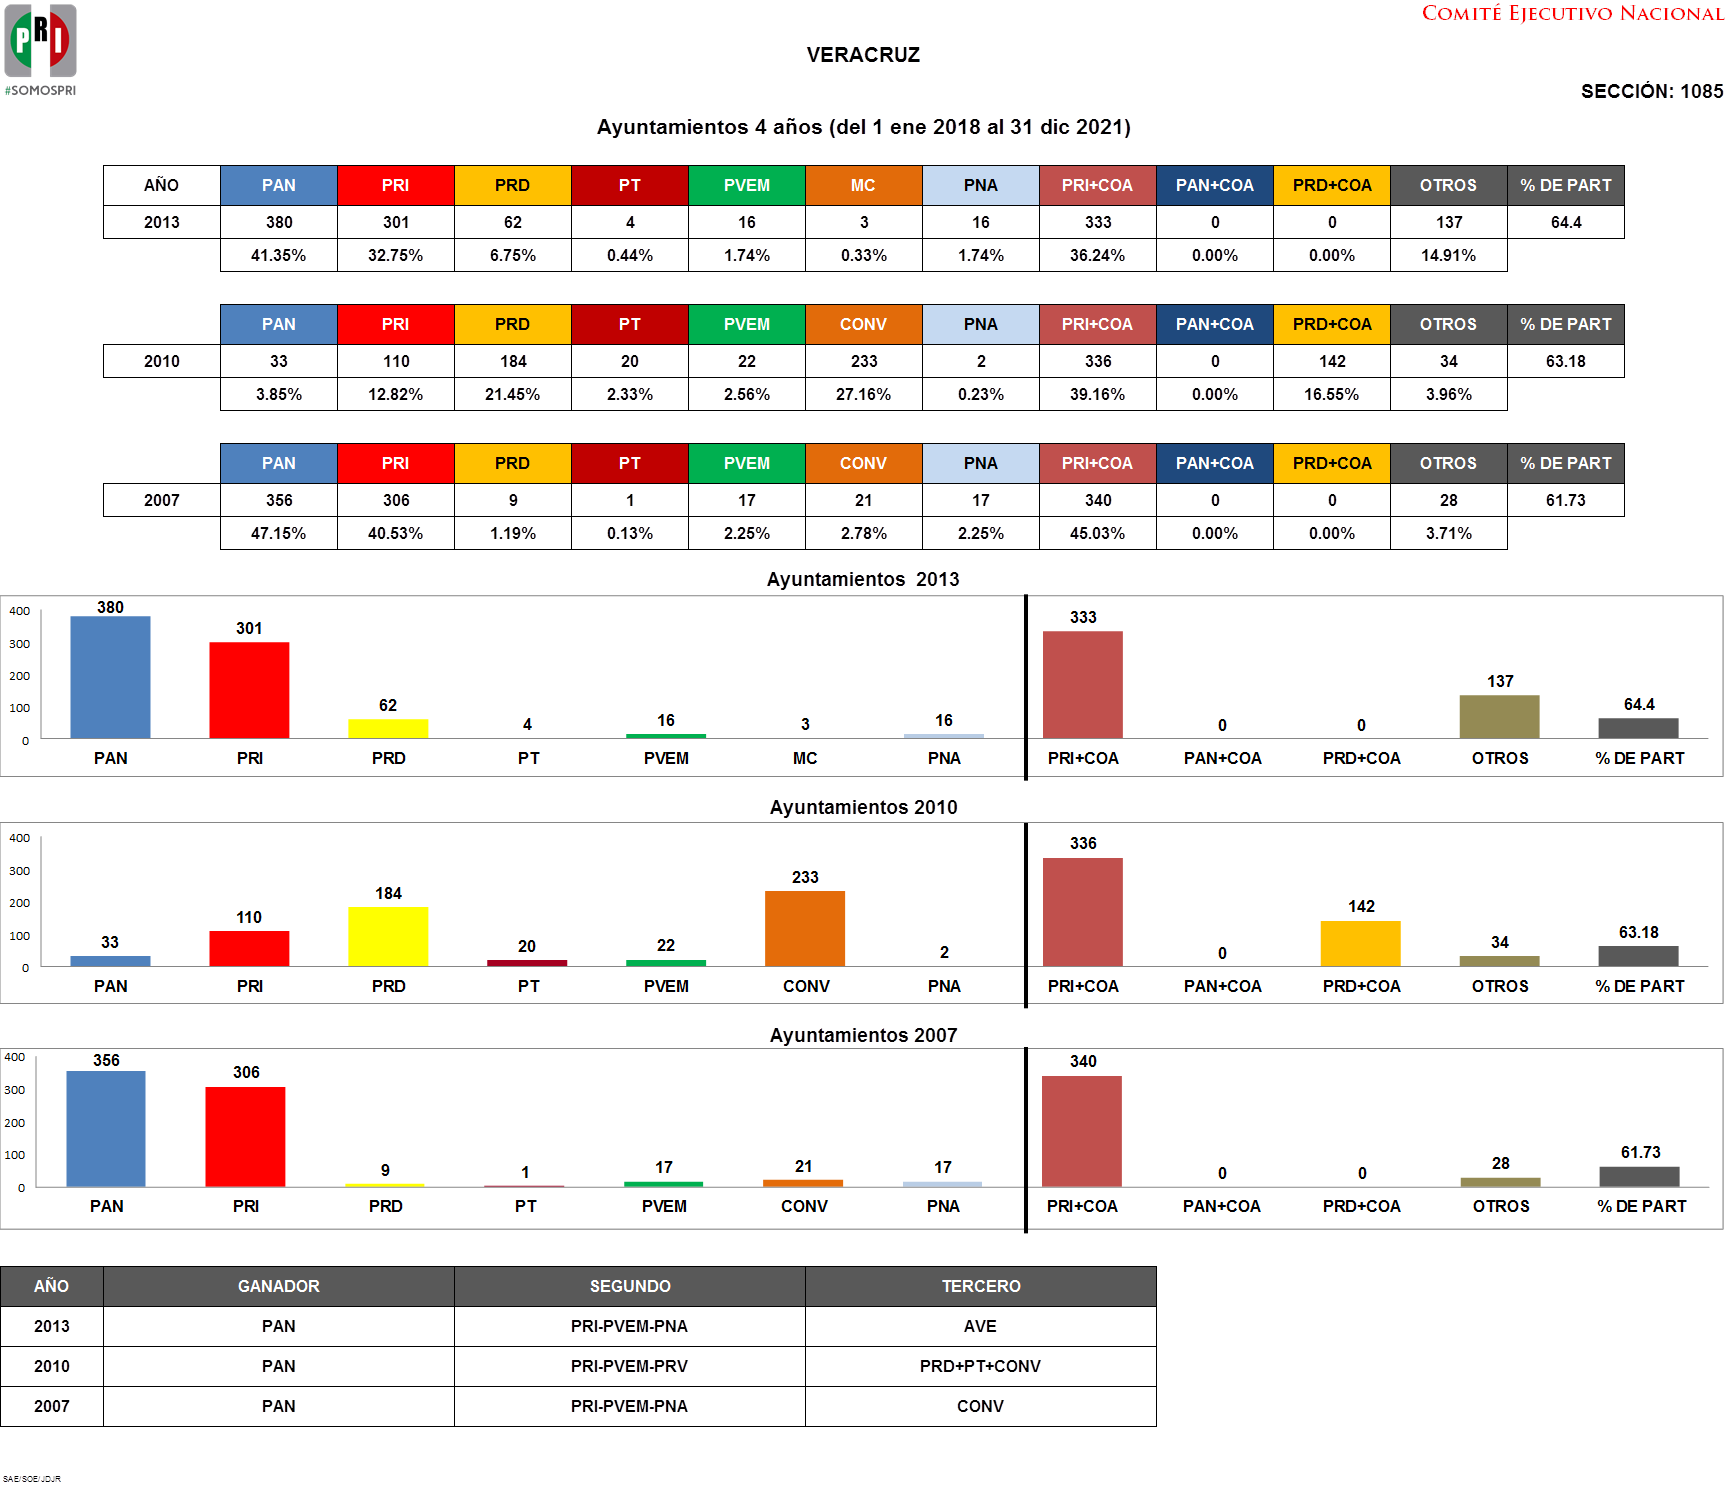 PRI
#SOMOSPRI
COMITÉ EJECUTIVO NACIONAL
VERACRUZ
SECCIÓN: 1085
Ayuntamientos 4 años (del 1 ene 2018 al 31 dic 2021)
AÑO PAN PRI PRD PT PVEM MC PNA PRI+COA PAN+COA PRD+COA OTROS % DE PART
2013 380 301 62 4 16 3 16 333 0 0 137 64.4
41.35% 32.75% 6.75% 0.44% 1.74% 0.33% 1.74% 36.24% 0.00% 0.00% 14.91%
PAN PRI PRD PT PVEM CONV PNA PRI+COA PAN+COA PRD+COA OTROS % DE PART
2010 33 110 184 20 22 233 2 336 0 142 34 63.18
3.85% 12.82% 21.45% 2.33% 2.56% 27.16% 0.23% 39.16% 0.00% 16.55% 3.96%
PAN PRI PRD PT PVEM CONV PNA PRI+COA PAN+COA PRD+COA OTROS % DE PART
2007 356 306 9 1 17 21 17 340 0 0 28 61.73
47.15% 40.53% 1.19% 0.13% 2.25% 2.78% 2.25% 45.03% 0.00% 0.00% 3.71%
Ayuntamientos 2013
400
300
200
100
0
380 301 62 4 16 3 16 333 0 0 137 64.4
PAN PRI PRD PT PVEM MC PNA PRI+COA PAN+COA PRD+COA OTROS % DE PART
Ayuntamientos 2010
400
300
200
100
0
33 110 184 20 22 233 2 336 0 142 34 63.18
PAN PRI PRD PT PVEM CONV PNA PRI+COA PAN+COA PRD+COA OTROS % DE PART
Ayuntamientos 2007
400
300
200
100
0
356 306 9 1 17 21 17 340 0 0 28 61.73
PAN PRI PRD PT PVEM CONV PNA PRI+COA PAN+COA PRD+COA OTROS % DE PART
AÑO GANADOR SEGUNDO TERCERO
2013 PAN PRI-PVEM-PNA AVE
2010 PAN PRI-PVEM-PRV PRD+PT+CONV
2007 PAN PRI-PVEM-PNA CONV
SAE/SOE/JDJR